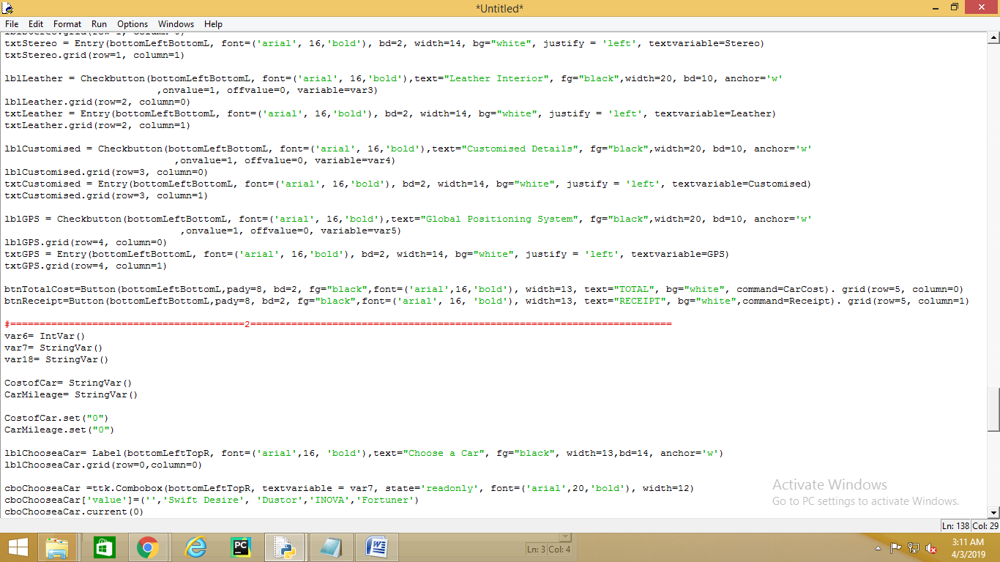 *Untitled*
File Edit Format Run Options Windows Help
txtStereo = Entry(bottomLeftBottomL, font=('arial', 16,'bold'), bd=2, width=14, bg="white", justify = 'left', textvariable=Stereo)
txtStereo.grid(row=1, column=1)
lblLeather = Checkbutton(bottomLeftBottomL, font=('arial', 16,'bold'),text="Leather Interior", fg="black",width=20, bd=10, anchor='w'
,onvalue=1, offvalue=0, variable=var3)
lblLeather.grid(row=2, column=0)
txtLeather = Entry(bottomLeftBottomL, font=('arial', 16,'bold'), bd=2, width=14, bg="white", justify = 'left', textvariable=Leather)
txtLeather.grid(row=2, column=1)
lblCustomised = Checkbutton(bottomLeftBottomL, font=('arial', 16,'bold'),text="Customised Details", fg="black",width=20, bd=10, anchor='w'
,onvalue=1, offvalue=0, variable=var4)
lblCustomised.grid(row=3, column=0)
txtCustomised = Entry(bottomLeftBottomL, font=('arial', 16,'bold'), bd=2, width=14, bg="white", justify = 'left', textvariable=Customised)
txtCustomised.grid(row=3, column=1)
lblGPS = Checkbutton(bottomLeftBottomL, font=('arial', 16,'bold'),text="Global Positioning System", fg="black",width=20, bd=10, anchor='w'
,onvalue=1, offvalue=0, variable=var5)
lblGPS.grid(row=4, column=0)
txtGPS = Entry(bottomLeftBottomL, font=('arial', 16,'bold'), bd=2, width=14, bg="white", justify = 'left', textvariable=GPS)
txtGPS.grid(row=4, column=1)
btnTotalCost=Button(bottomLeftBottomL,pady=8, bd=2, fg="black",font=('arial',16,'bold'), width=13, text="TOTAL", bg="white", command=CarCost). grid(row=5, column=0)
btnReceipt=Button(bottomLeftBottomL,pady=8, bd=2, fg="black",font=('arial', 16, 'bold'), width=13, text="RECEIPT", bg="white",command=Receipt). grid(row=5, column=1)
#========================================2========================================================================
var6= IntVar()
var7= StringVar()
var18= StringVar()
CostofCar= StringVar()
CarMileage= StringVar()
CostofCar.set("0")
CarMileage.set("0")
lblChooseaCar= Label(bottomLeftTopR, font=('arial',16, 'bold'),text="Choose a Car", fg="black", width=13,bd=14, anchor='w')
lblChooseaCar.grid(row=0,column=0)
cboChooseaCar =ttk.Combobox(bottomLeftTopR, textvariable = var7, state='readonly', font=('arial',20,'bold'), width=12)
cboChooseaCar['value']=('','Swift Desire', 'Dustor','INOVA','Fortuner')
cboChooseaCar.current(0)
Activate Windows
Go to PC settings to activate Windows.
Ln: 138 Col: 29
Ln: 3 Col: 4
3:11 AM
4/3/2019